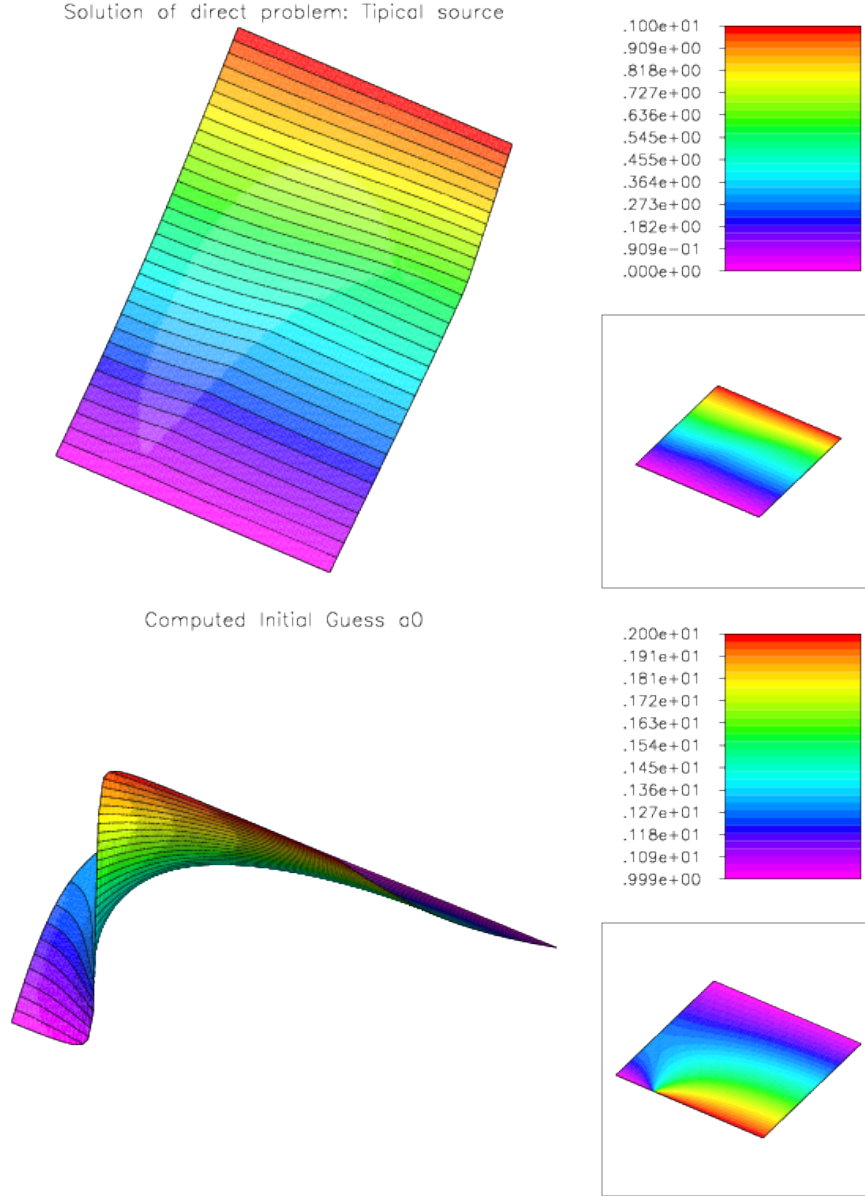 Solution of direct problem: Tipical source
.100e+01
.909e+00
.818e+00
.727e+00
.636e+00
.545e+00
.455e+00
.364e+00
.273e+00
.182e+00
.909e-01
.000e+00
Computed Initial Guess a0
.200e+01
.191e+01
.181e+01
.172e+01
.163e+01
.154e+01
.145e+01
.136e+01
.127e+01
.118e+01
.109e+01
.999e+00